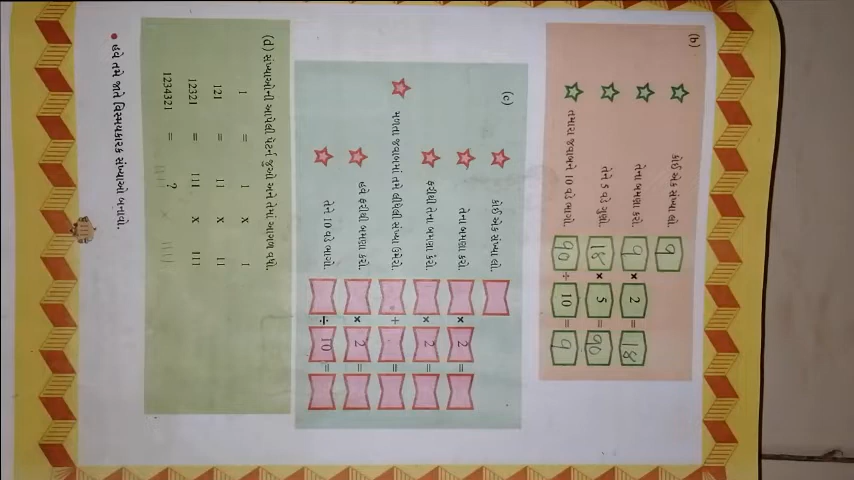 (b)
કોઈ એક સંખ્યા લો. 9
તેના બમણા કરો. 9 × 2 = 18
તેને 5 વડે ગુણો. 18 × 5 = 90
તમારા જવાબને 10 વડે ભાગો. 90 ÷ 10 = 9
(c)
કોઈ એક સંખ્યા લો.
તેના બમણા કરો. × 2 =
ફરીથી તેના બમણા કરો. × 2 =
મળતા જવાબમાં તમે લીધેલી સંખ્યા ઉમેરો. + =
હવે ફરીથી બમણા કરો. × 2 =
તેને 10 વડે ભાગો. ÷ 10 =
(d) સંખ્યાઓની આપેલી પેટર્ન જુઓ અને તેમાં આગળ વધો.
1 = 1 x 1
121 = 11 x 11
12321 = 111 x 111
1234321 = ?
1111 x 1111
• હવે તમે જાતે વિસ્મયકારક સંખ્યાઓ બનાવો.